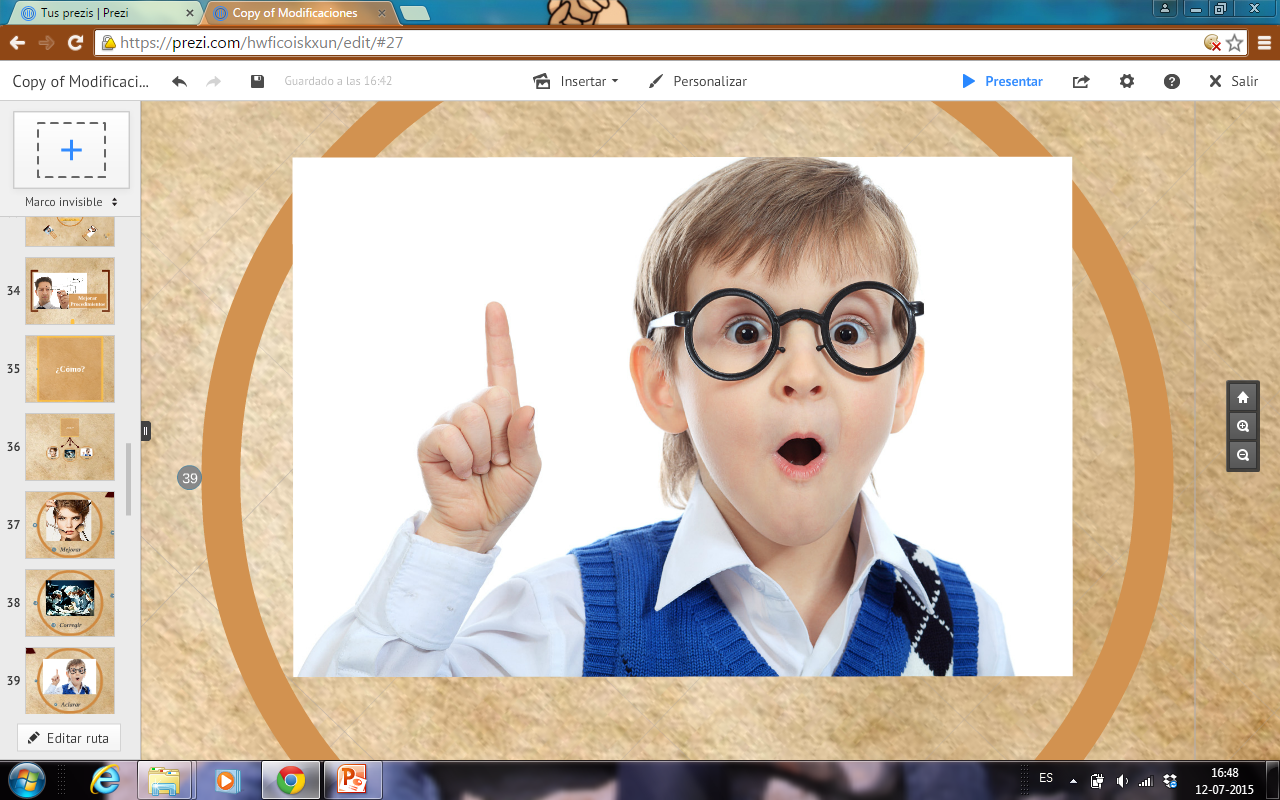 Tus prezis | Prezi
Copy of Modificaciones
https://prezi.com/hwficoiskxun/edit/#27
Copy of Modificaci...
Guardado a las 16:42
Insertar
Personalizar
Presentar
Salir
Marco invisible
34
Mejorar
Procedimientos
35
¿Cómo?
36
37
Mejorar
38
Corregir
39
Aclarar
Editar ruta
39
ES
16:48
12-07-2015